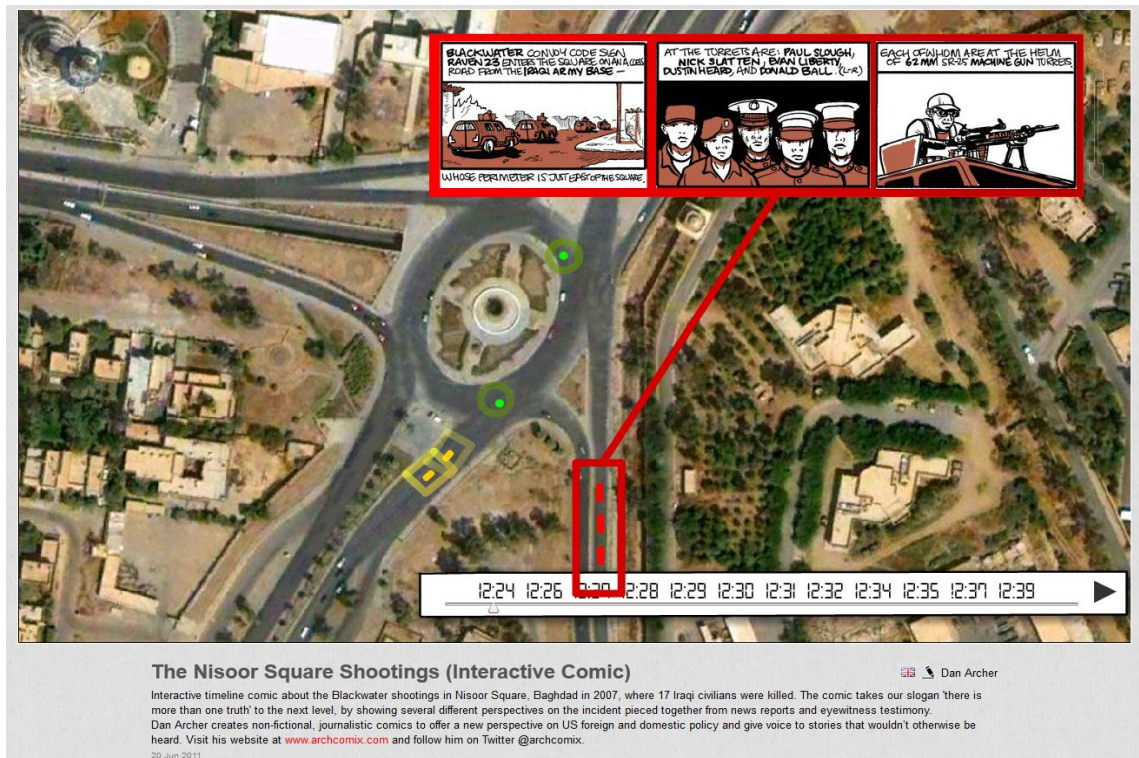 BLACKWATER CONVOY CODE SIGN
RAVEN 23 ENTERS THE SQUARE ON AN ACCESS
ROAD FROM THE IRAQI ARMY BASE —
WHOSE PERIMETER IS JUST EAST OF THE SQUARE.
AT THE TURRETS ARE: PAUL SLOUGH,
NICK SLATTEN, EVAN LIBERTY,
DUSTIN HEARD, AND DONALD BALL. (L-R)
EACH OF WHOM ARE AT THE HELM
OF 62MM SR-25 MACHINE GUN TURRETS.
12:24 12:26 12:27 12:28 12:29 12:30 12:31 12:32 12:34 12:35 12:37 12:39
The Nisoor Square Shootings (Interactive Comic)
Dan Archer
Interactive timeline comic about the Blackwater shootings in Nisoor Square, Baghdad in 2007, where 17 Iraqi civilians were killed. The comic takes our slogan 'there is
more than one truth' to the next level, by showing several different perspectives on the incident pieced together from news reports and eyewitness testimony.
Dan Archer creates non-fictional, journalistic comics to offer a new perspective on US foreign and domestic policy and give voice to stories that wouldn't otherwise be
heard. Visit his website at www.archcomix.com and follow him on Twitter @archcomix.
20 Jun 2011